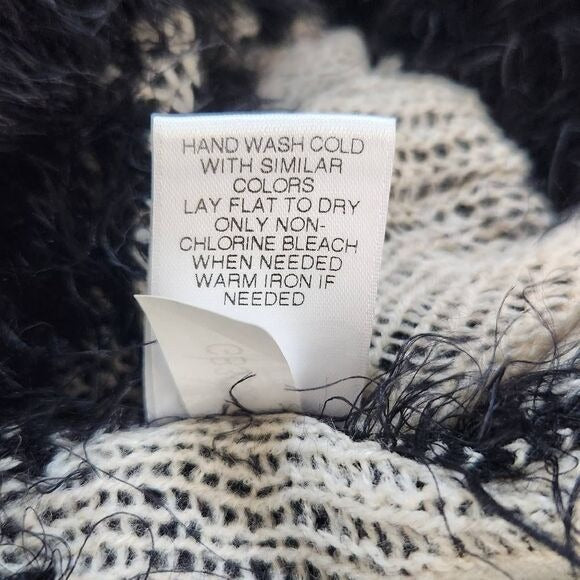 HAND WASH COLD
WITH SIMILAR
COLORS
LAY FLAT TO DRY
ONLY NON-
CHLORINE BLEACH
WHEN NEEDED
WARM IRON IF
NEEDED